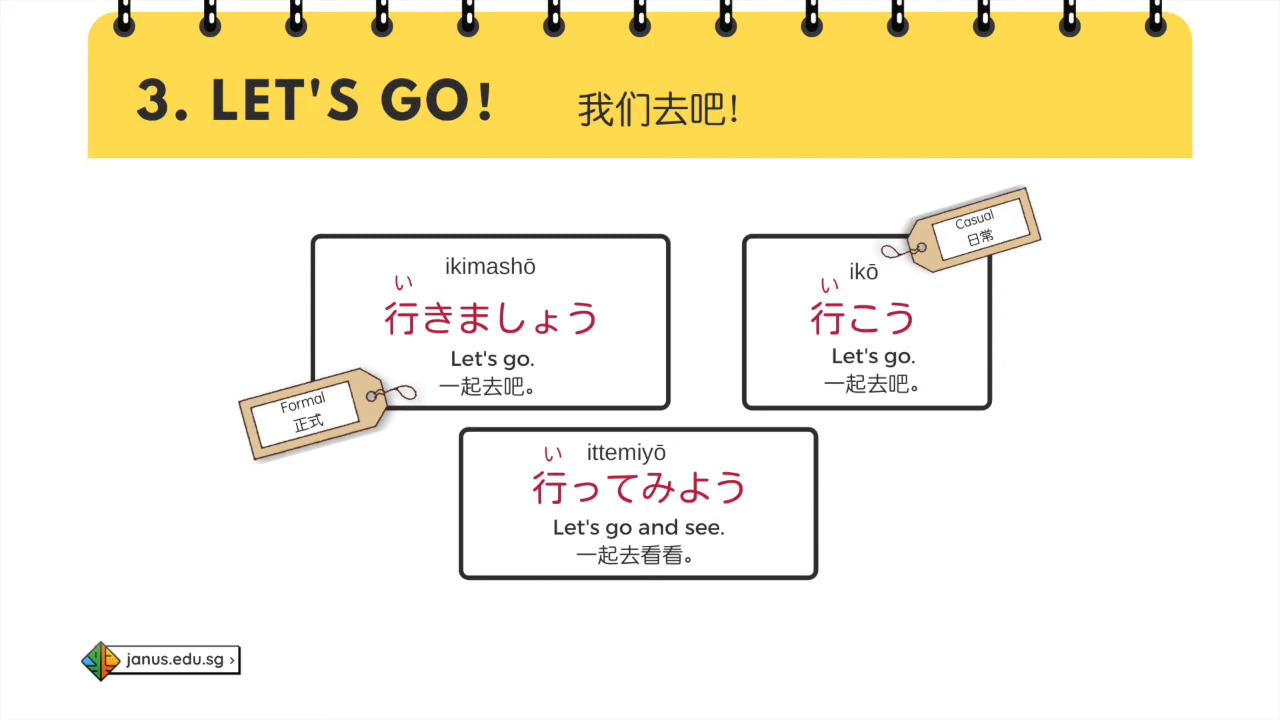 3. LET'S GO! 我们去吧!
ikimashō
い
行きましょう
Let's go.
一起去吧。
Formal
正式
Casual
日常
ikō
い
行こう
Let's go.
一起去吧。
い ittemiyō
行ってみよう
Let's go and see.
一起去看看。
janus.edu.sg ›